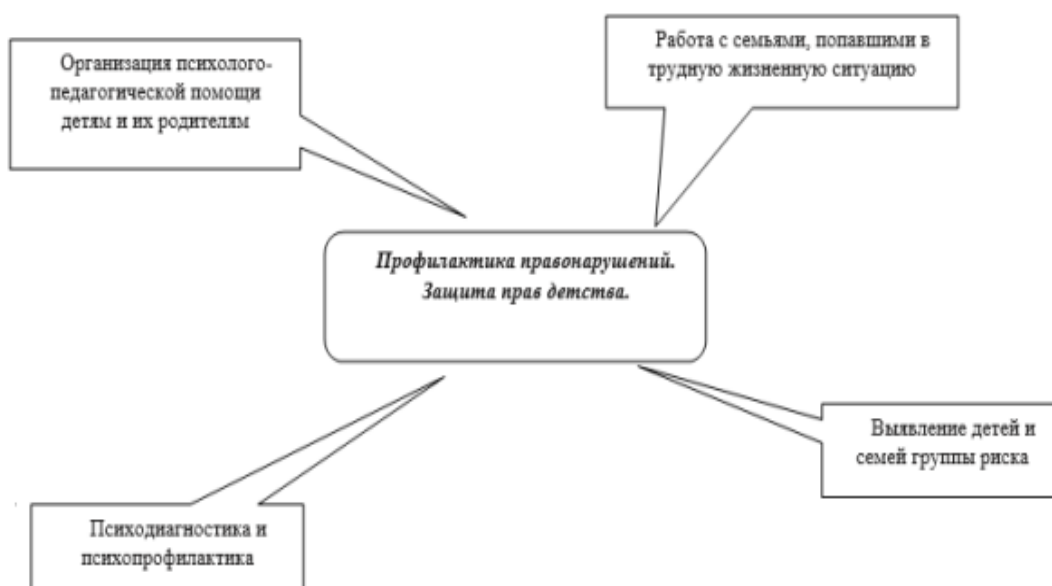 Организация психолого-
педагогической помощи
детям и их родителям
Работа с семьями, попавшими в
трудную жизненную ситуацию
Профилактика правонарушений.
Защита прав детства.
Выявление детей и
семей группы риска
Психодиагностика и
психопрофилактика